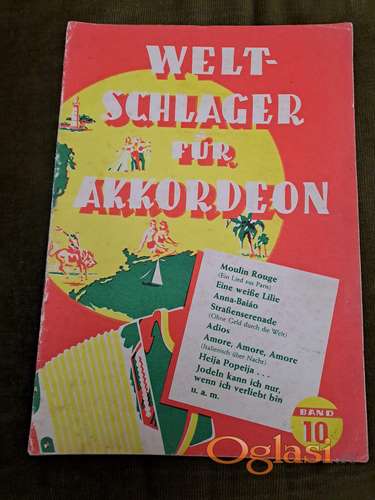 WELT-
SCHLAGER
FÜR
AKKORDEON
Moulin Rouge
(Ein Lied aus Paris)
Eine weiße Lilie
Anna-Baiáo
Straßenserenade
(Ohne Geld durch die Welt)
Adios
Amore, Amore, Amore
(Italienisch über Nacht)
Heija Popeija . . .
Jodeln kann ich nur,
wenn ich verliebt bin
u. a. m.
BAND
10
Oglasi